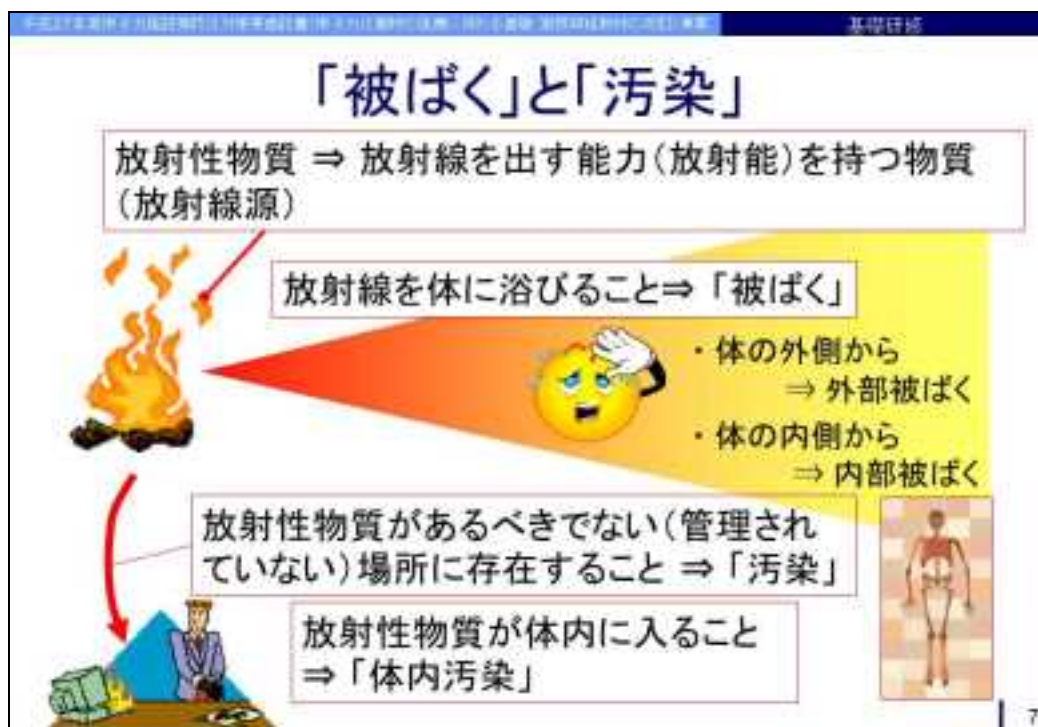 基礎研修
「被ばく」と「汚染」
放射性物質 ⇒ 放射線を出す能力(放射能)を持つ物質
(放射線源)
放射線を体に浴びること⇒「被ばく」
・体の外側から
⇒ 外部被ばく
・体の内側から
⇒ 内部被ばく
放射性物質があるべきでない(管理され
ていない)場所に存在すること ⇒「汚染」
放射性物質が体内に入ること
⇒「体内汚染」
7